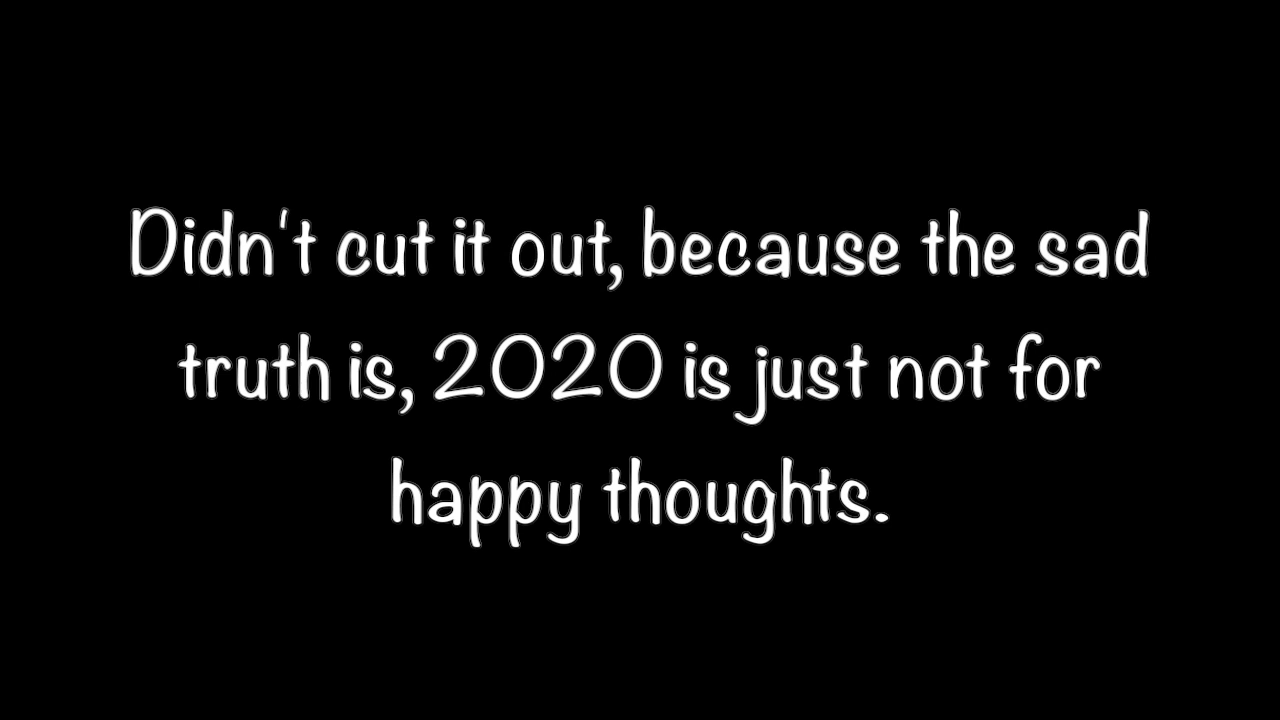 Didn't cut it out, because the sad
truth is, 2020 is just not for
happy thoughts.